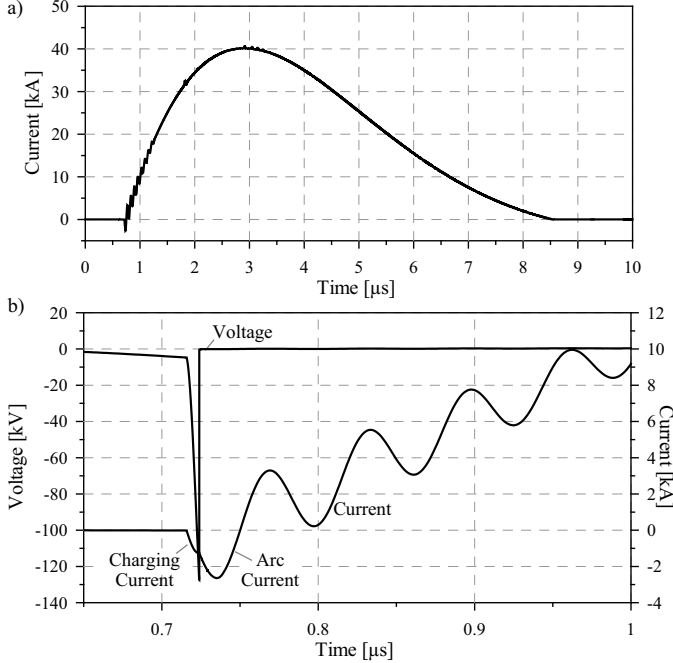 a)
50
40
30
20
10
0
Current [kA]
0 1 2 3 4 5 6 7 8 9 10
Time [µs]
b)
20
0
-20
-40
-60
-80
-100
-120
-140
Voltage [kV]
12
10
8
6
4
2
0
-2
-4
Current [kA]
Voltage
Current
Charging
Current
Arc
Current
0.7 0.8 0.9 1
Time [µs]